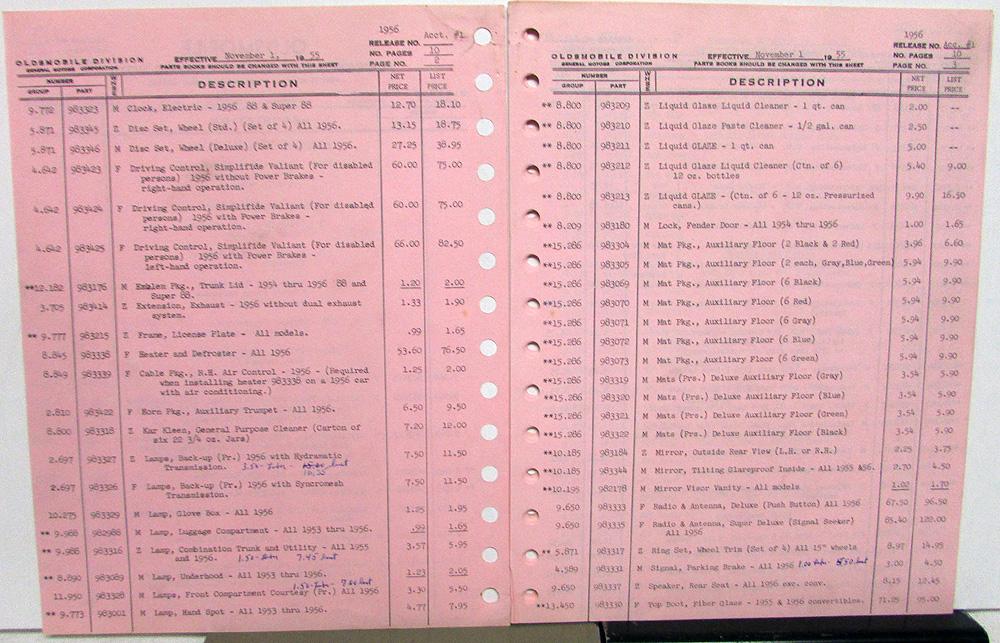 1956
RELEASE NO. Acct. #1
OLDSMOBILE DIVISION
GENERAL MOTORS CORPORATION
EFFECTIVE November 1, 19 55
NO. PAGES 10
PARTS BOOKS SHOULD BE CHANGED WITH THIS SHEET
PAGE NO. 2
NUMBER
GROUP PART
DESCRIPTION
NET PRICE
LIST PRICE
9.772 983323 M Clock, Electric - 1956 88 & Super 88 12.70 18.10
5.871 983345 Z Disc Set, Wheel (Std.) (Set of 4) All 1956. 13.15 18.75
5.871 983346 M Disc Set, Wheel (Deluxe) (Set of 4) All 1956. 27.25 38.95
4.642 983423 F Driving Control, Simplifide Valiant (For disabled 60.00 75.00
persons) 1956 without Power Brakes -
right-hand operation.
4.642 983424 F Driving Control, Simplifide Valiant (For disabled 60.00 75.00
persons) 1956 with Power Brakes -
right-hand operation.
4.642 983425 F Driving Control, Simplifide Valiant (For disabled 66.00 82.50
persons) 1956 with Power Brakes -
left-hand operation.
**12.182 983176 M Emblem Pkg., Trunk Lid - 1954 thru 1956 88 and 1.20 2.00
Super 88.
3.705 983414 Z Extension, Exhaust - 1956 without dual exhaust 1.33 1.90
system.
** 9.777 983215 Z Frame, License Plate - All models. .99 1.65
8.845 983338 F Heater and Defroster - All 1956 53.60 76.50
8.849 983339 F Cable Pkg., R.H. Air Control - 1956 - (Required 1.25 2.00
when installing heater 983338 on a 1956 car
with air conditioning.)
2.810 983422 F Horn Pkg., Auxiliary Trumpet - All 1956. 6.50 9.50
8.800 983318 Z Kar Kleen, General Purpose Cleaner (Carton of 7.20 12.00
six 22 3/4 oz. Jars)
2.697 983327 Z Lamps, Back-up (Pr.) 1956 with Hydramatic 7.50 11.50
Transmission.
2.697 983326 F Lamps, Back-up (Pr.) 1956 with Syncromesh 7.50 11.50
Transmission.
10.275 983329 M Lamp, Glove Box - All 1956 1.25 1.95
** 9.988 982988 M Lamp, Luggage Compartment - All 1953 thru 1956. .99 1.65
** 9.988 983316 Z Lamp, Combination Trunk and Utility - All 1955 3.57 5.95
and 1956.
** 8.890 983089 M Lamp, Underhood - All 1953 thru 1956. 1.23 2.05
11.950 983328 M Lamps, Front Compartment Courtesy (Pr.) All 1956 3.30 5.50
** 9.773 983001 M Lamp, Hand Spot - All 1953 thru 1956. 4.77 7.95
1956
RELEASE NO. Acct. #1
OLDSMOBILE DIVISION
GENERAL MOTORS CORPORATION
EFFECTIVE November 1 19 55
NO. PAGES 10
PARTS BOOKS SHOULD BE CHANGED WITH THIS SHEET
PAGE NO. 3
NUMBER
GROUP PART
DESCRIPTION
NET PRICE
LIST PRICE
** 8.800 983209 Z Liquid Glaze Liquid Cleaner - 1 qt. can 2.00 --
** 8.800 983210 Z Liquid Glaze Paste Cleaner - 1/2 gal. can 2.50 --
** 8.800 983211 Z Liquid GLAZE - 1 qt. can 5.00 --
** 8.800 983212 Z Liquid Glaze Liquid Cleaner (Ctn. of 6) 5.40 9.00
12 oz. bottles
** 8.800 983213 Z Liquid GLAZE - (Ctn. of 6 - 12 oz. Pressurized 9.90 16.50
cans.)
** 8.209 983180 M Lock, Fender Door - All 1954 thru 1956 1.00 1.65
**15.286 983304 M Mat Pkg., Auxiliary Floor (2 Black & 2 Red) 3.96 6.60
**15.286 983305 M Mat Pkg., Auxiliary Floor (2 each, Gray,Blue,Green) 5.94 9.90
**15.286 983069 M Mat Pkg., Auxiliary Floor (6 Black) 5.94 9.90
**15.286 983070 M Mat Pkg., Auxiliary Floor (6 Red) 5.94 9.90
**15.286 983071 M Mat Pkg., Auxiliary Floor (6 Gray) 5.94 9.90
**15.286 983072 M Mat Pkg., Auxiliary Floor (6 Blue) 5.94 9.90
**15.286 983073 M Mat Pkg., Auxiliary Floor (6 Green) 5.94 9.90
**15.286 983319 M Mats (Prs.) Deluxe Auxiliary Floor (Gray) 3.54 5.90
**15.286 983320 M Mats (Prs.) Deluxe Auxiliary Floor (Blue) 3.54 5.90
**15.286 983321 M Mats (Prs.) Deluxe Auxiliary Floor (Green) 3.54 5.90
**15.286 983322 M Mats (Prs.) Deluxe Auxiliary Floor (Black) 3.54 5.90
**10.185 983184 Z Mirror, Outside Rear View (L.H. or R.H.) 2.25 3.75
**10.185 983344 M Mirror, Tilting Glareproof Inside - All 1955 &56. 2.70 4.50
**10.195 982178 M Mirror Visor Vanity - All models 1.02 1.70
9.650 983333 F Radio & Antenna, Deluxe (Push Button) All 1956 67.50 96.50
9.650 983335 F Radio & Antenna, Super Deluxe (Signal Seeker) 85.40 122.00
All 1956
** 5.871 983317 Z Ring Set, Wheel Trim (Set of 4) All 15" wheels 8.97 14.95
4.589 983331 M Signal, Parking Brake - All 1956 3.00 4.50
9.650 983337 Z Speaker, Rear Seat - All 1956 exc. conv. 8.15 12.45
**13.450 983330 F Top Boot, Fiber Glass - 1955 & 1956 convertibles. 71.25 95.00